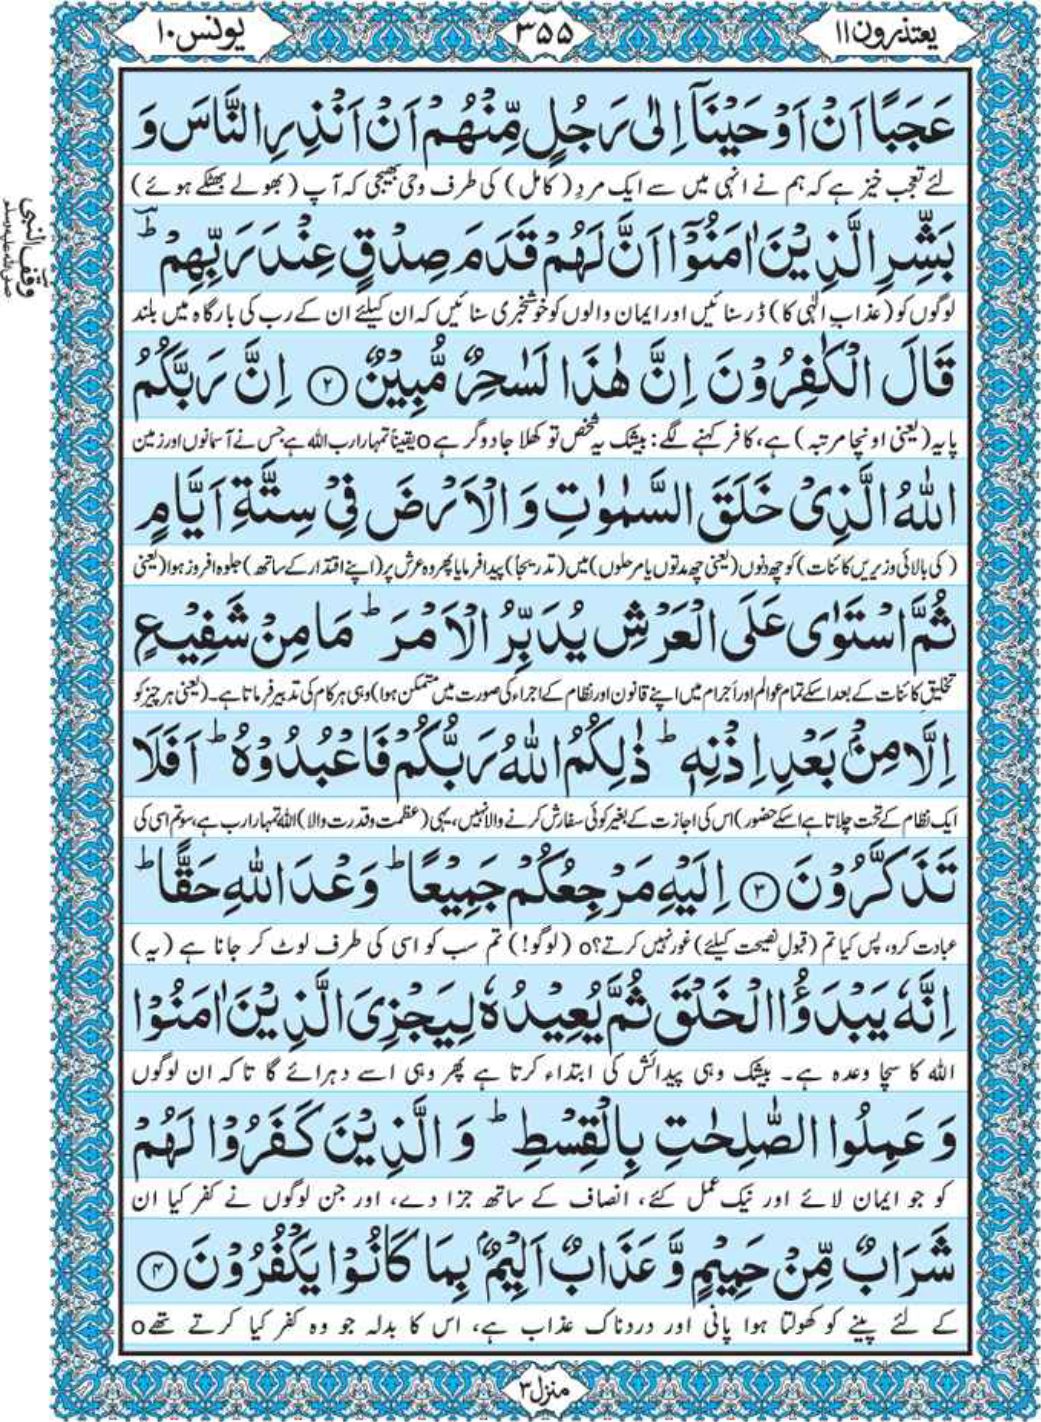 یعتذرون۱۱ ۳۵۵ یونس۱۰
عَجَبًا اَنْ اَوْحَیْنَاۤ اِلٰى رَجُلٍ مِّنْهُمْ اَنْ اَنْذِرِ النَّاسَ وَ
لئے تعجب خیز ہے کہ ہم نے انہی میں سے ایک مردِ (کامل) کی طرف وحی بھیجی کہ آپ (بھولے بھٹکے ہوئے)
بَشِّرِ الَّذِیْنَ اٰمَنُوْۤا اَنَّ لَهُمْ قَدَمَ صِدْقٍ عِنْدَ رَبِّهِمْ ؕ
لوگوں کو (عذابِ الٰہی کا) ڈر سنائیں اور ایمان والوں کو خوشخبری سنائیں کہ ان کیلئے ان کے رب کی بارگاہ میں بلند
قَالَ الْكٰفِرُوْنَ اِنَّ هٰذَا لَسٰحِرٌ مُّبِیْنٌ ﴿۲﴾ اِنَّ رَبَّكُمُ
پایہ (یعنی اونچا مرتبہ) ہے، کافر کہنے لگے: بیشک یہ شخص تو کھلا جادوگر ہے o یقیناً تمہارا رب اللہ ہے جس نے آسمانوں اور زمین
اللّٰهُ الَّذِیْ خَلَقَ السَّمٰوٰتِ وَ الْاَرْضَ فِیْ سِتَّةِ اَیَّامٍ
(کی بالائی و زیریں کائنات) کو چھ دنوں (یعنی چھ مدتوں یا مرحلوں) میں (تدریجاً) پیدا فرمایا پھر وہ عرش پر (اپنے اقتدار کے ساتھ) جلوہ افروز ہوا (یعنی
ثُمَّ اسْتَوٰى عَلَى الْعَرْشِ یُدَبِّرُ الْاَمْرَ ؕ مَا مِنْ شَفِیْعٍ
تخلیقِ کائنات کے بعد اسکے تمام عوالم اور اَجرام میں اپنے قانون اور نظام کے اجراء کی صورت میں متمکن ہوا) وہی ہر کام کی تدبیر فرماتا ہے۔ (یعنی ہر چیز کو
اِلَّا مِنْۢ بَعْدِ اِذْنِهٖ ؕ ذٰلِكُمُ اللّٰهُ رَبُّكُمْ فَاعْبُدُوْهُ ؕ اَفَلَا
ایک نظام کے تحت چلاتا ہے اسکے حضور) اس کی اجازت کے بغیر کوئی سفارش کرنے والا نہیں، یہی (عظمت و قدرت والا) اللہ تمہارا رب ہے، سو تم اسی کی
تَذَكَّرُوْنَ ﴿۳﴾ اِلَیْهِ مَرْجِعُكُمْ جَمِیْعًا ؕ وَعْدَ اللّٰهِ حَقًّا ؕ
عبادت کرو، پس کیا تم (قبولِ نصیحت کیلئے) غور نہیں کرتے؟ o (لوگو!) تم سب کو اسی کی طرف لوٹ کر جانا ہے (یہ)
اِنَّهٗ یَبْدَؤُا الْخَلْقَ ثُمَّ یُعِیْدُهٗ لِیَجْزِیَ الَّذِیْنَ اٰمَنُوْا
اللہ کا سچا وعدہ ہے۔ بیشک وہی پیدائش کی ابتداء کرتا ہے پھر وہی اسے دہرائے گا تاکہ ان لوگوں
وَ عَمِلُوا الصّٰلِحٰتِ بِالْقِسْطِ ؕ وَ الَّذِیْنَ كَفَرُوْا لَهُمْ
کو جو ایمان لائے اور نیک عمل کئے، انصاف کے ساتھ جزا دے، اور جن لوگوں نے کفر کیا ان
شَرَابٌ مِّنْ حَمِیْمٍ وَّ عَذَابٌ اَلِیْمٌۢ بِمَا كَانُوْا یَكْفُرُوْنَ ﴿۴﴾
کے لئے پینے کو کھولتا ہوا پانی اور دردناک عذاب ہے، اس کا بدلہ جو وہ کفر کیا کرتے تھے o
منزل۳
وقف النبی صلی اللہ علیہ وسلم